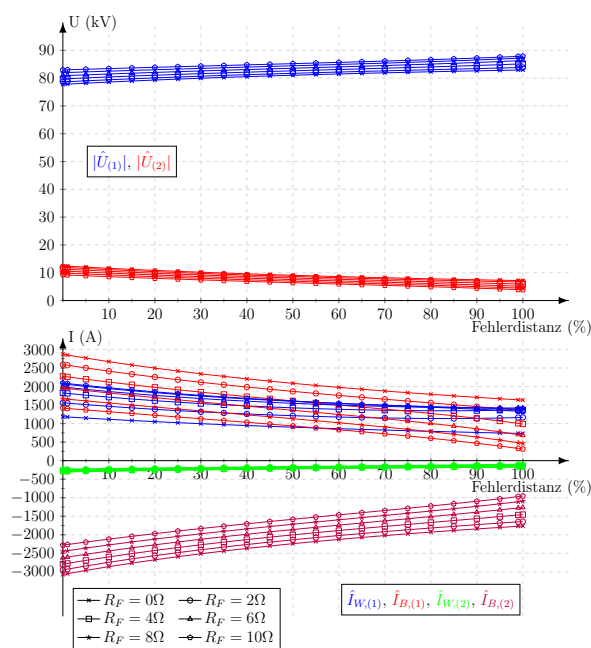 U (kV)
90
80
70
60
50
40
30
20
10
0
|Û(1)|, |Û(2)|
10 20 30 40 50 60 70 80 90 100
Fehlerdistanz (%)
I (A)
3000
2500
2000
1500
1000
500
0
−500
−1000
−1500
−2000
−2500
−3000
10 20 30 40 50 60 70 80 90 100
Fehlerdistanz (%)
R_F = 0Ω R_F = 2Ω
R_F = 4Ω R_F = 6Ω
R_F = 8Ω R_F = 10Ω
Î_W,(1), Î_B,(1), Î_W,(2), Î_B,(2)